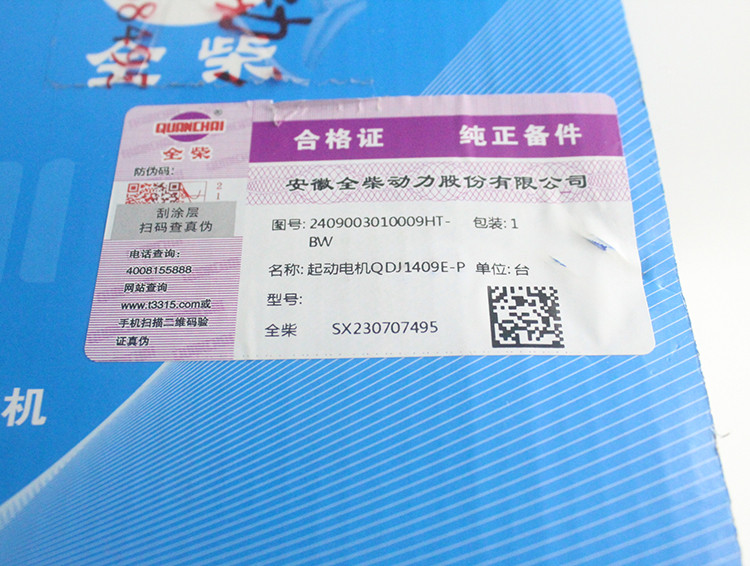 全柴
动
QUANCHAI
®
全柴
防伪码:
刮涂层
扫码查真伪
电话查询:
4008155888
网站查询
www.t3315.com或
手机扫描二维码验
证真伪
合格证 纯正备件
安徽全柴动力股份有限公司
图号: 2409003010009HT-
BW
包装: 1
名称: 起动电机QDJ1409E-P 单位: 台
型号:
全柴 SX230707495
机